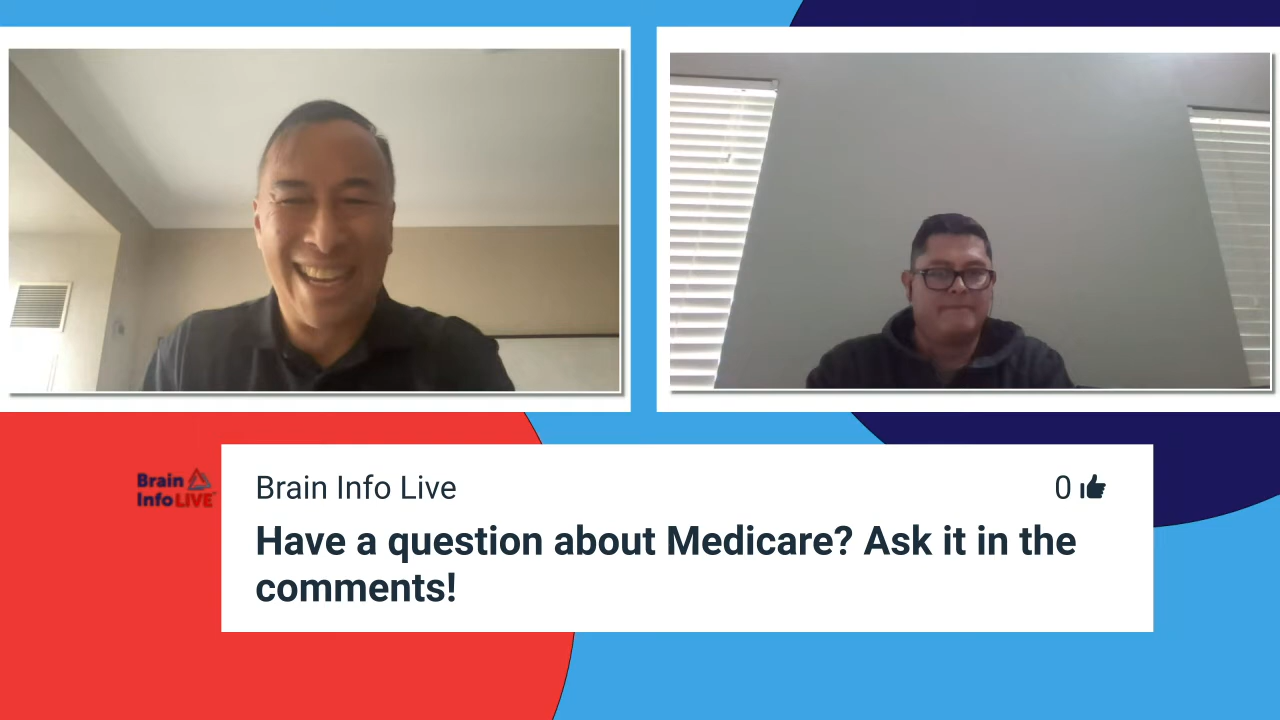 Brain
Info LIVE
Brain Info Live
0
Have a question about Medicare? Ask it in the
comments!